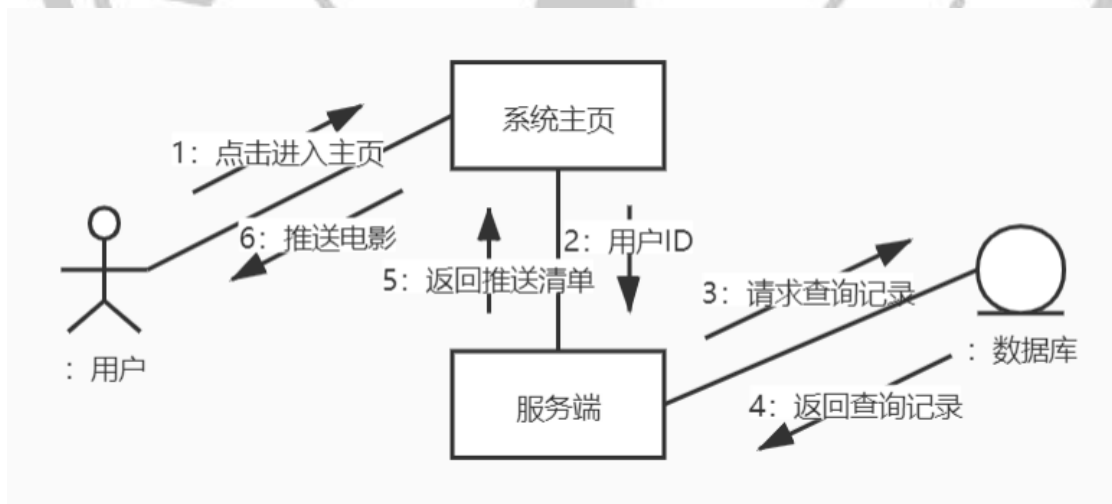 系统主页
1：点击进入主页
6：推送电影
2：用户ID
5：返回推送清单
3：请求查询记录
：用户
：数据库
服务端
4：返回查询记录